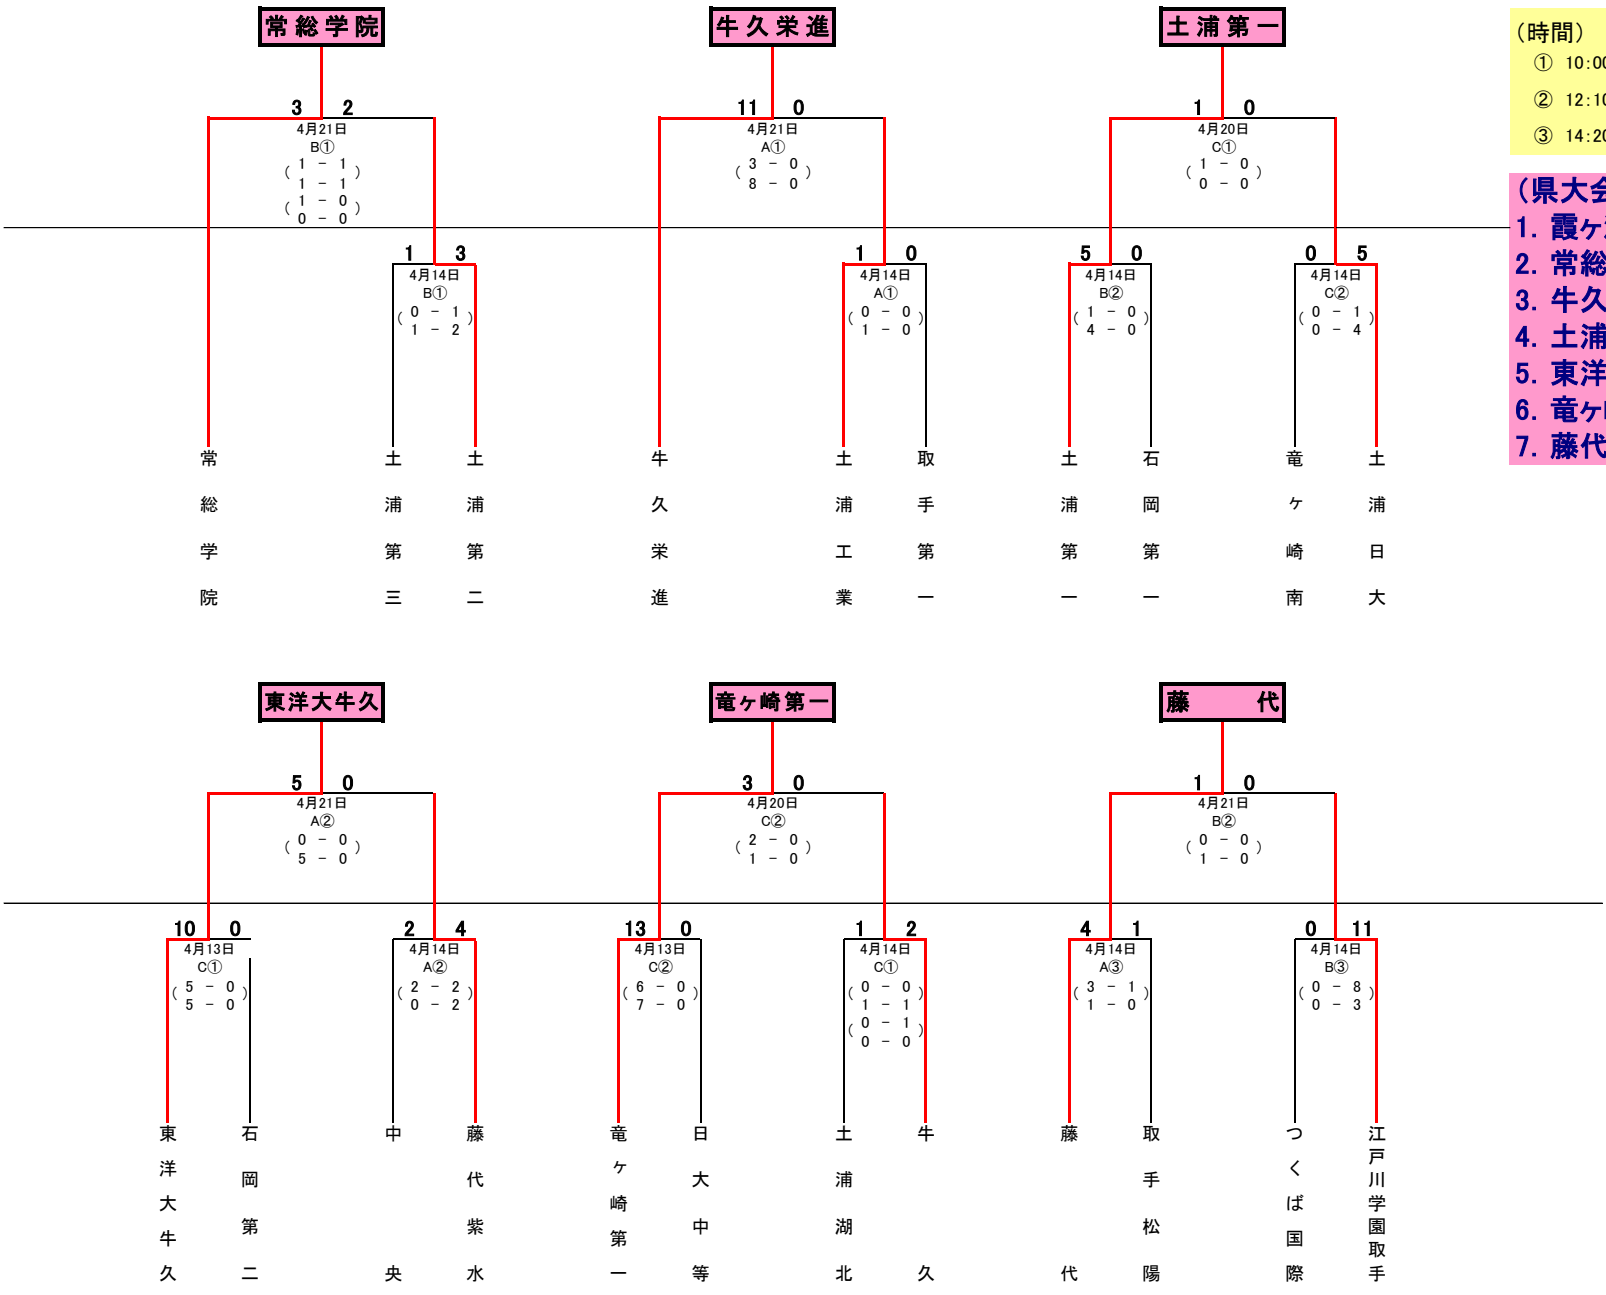 常総学院
牛久栄進
土浦第一
(時間)
① 10:00
② 12:10
③ 14:20
(県大会
1. 霞ヶ
2. 常総
3. 牛久
4. 土浦
5. 東洋
6. 竜ヶ
7. 藤代
3 2
4月21日
B①
1 - 1
1 - 1
1 - 0
0 - 0
11 0
4月21日
A①
3 - 0
8 - 0
1 0
4月20日
C①
1 - 0
0 - 0
1 3
4月14日
B①
0 - 1
1 - 2
1 0
4月14日
A①
0 - 0
1 - 0
5 0
4月14日
B②
1 - 0
4 - 0
0 5
4月14日
C②
0 - 1
0 - 4
常総学院
土浦第三
土浦第二
牛久栄進
土浦工業
取手第一
土浦第一
石岡第一
竜ヶ崎南
土浦日大
東洋大牛久
竜ヶ崎第一
藤 代
5 0
4月21日
A②
0 - 0
5 - 0
3 0
4月20日
C②
2 - 0
1 - 0
1 0
4月21日
B②
0 - 0
1 - 0
10 0
4月13日
C①
5 - 0
5 - 0
2 4
4月14日
A②
2 - 2
0 - 2
13 0
4月13日
C②
6 - 0
7 - 0
1 2
4月14日
C①
0 - 0
1 - 1
0 - 1
0 - 0
4 1
4月14日
A③
3 - 1
1 - 0
0 11
4月14日
B③
0 - 8
0 - 3
東洋大牛久
石岡第二
中央
藤代紫水
竜ヶ崎第一
日大中等
土浦湖北
牛久
藤代
取手松陽
つくば国際
江戸川学園取手